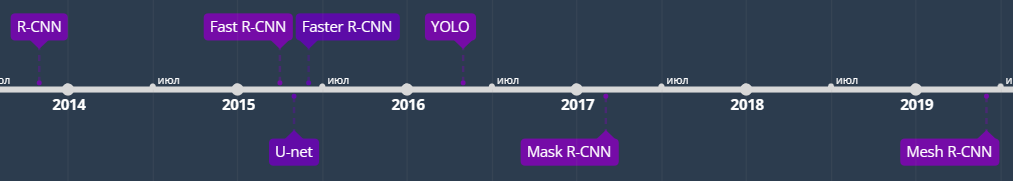 R-CNN
Fast R-CNN
Faster R-CNN
YOLO
юл
июл
июл
июл
июл
июл
и
2014
2015
2016
2017
2018
2019
U-net
Mask R-CNN
Mesh R-CNN